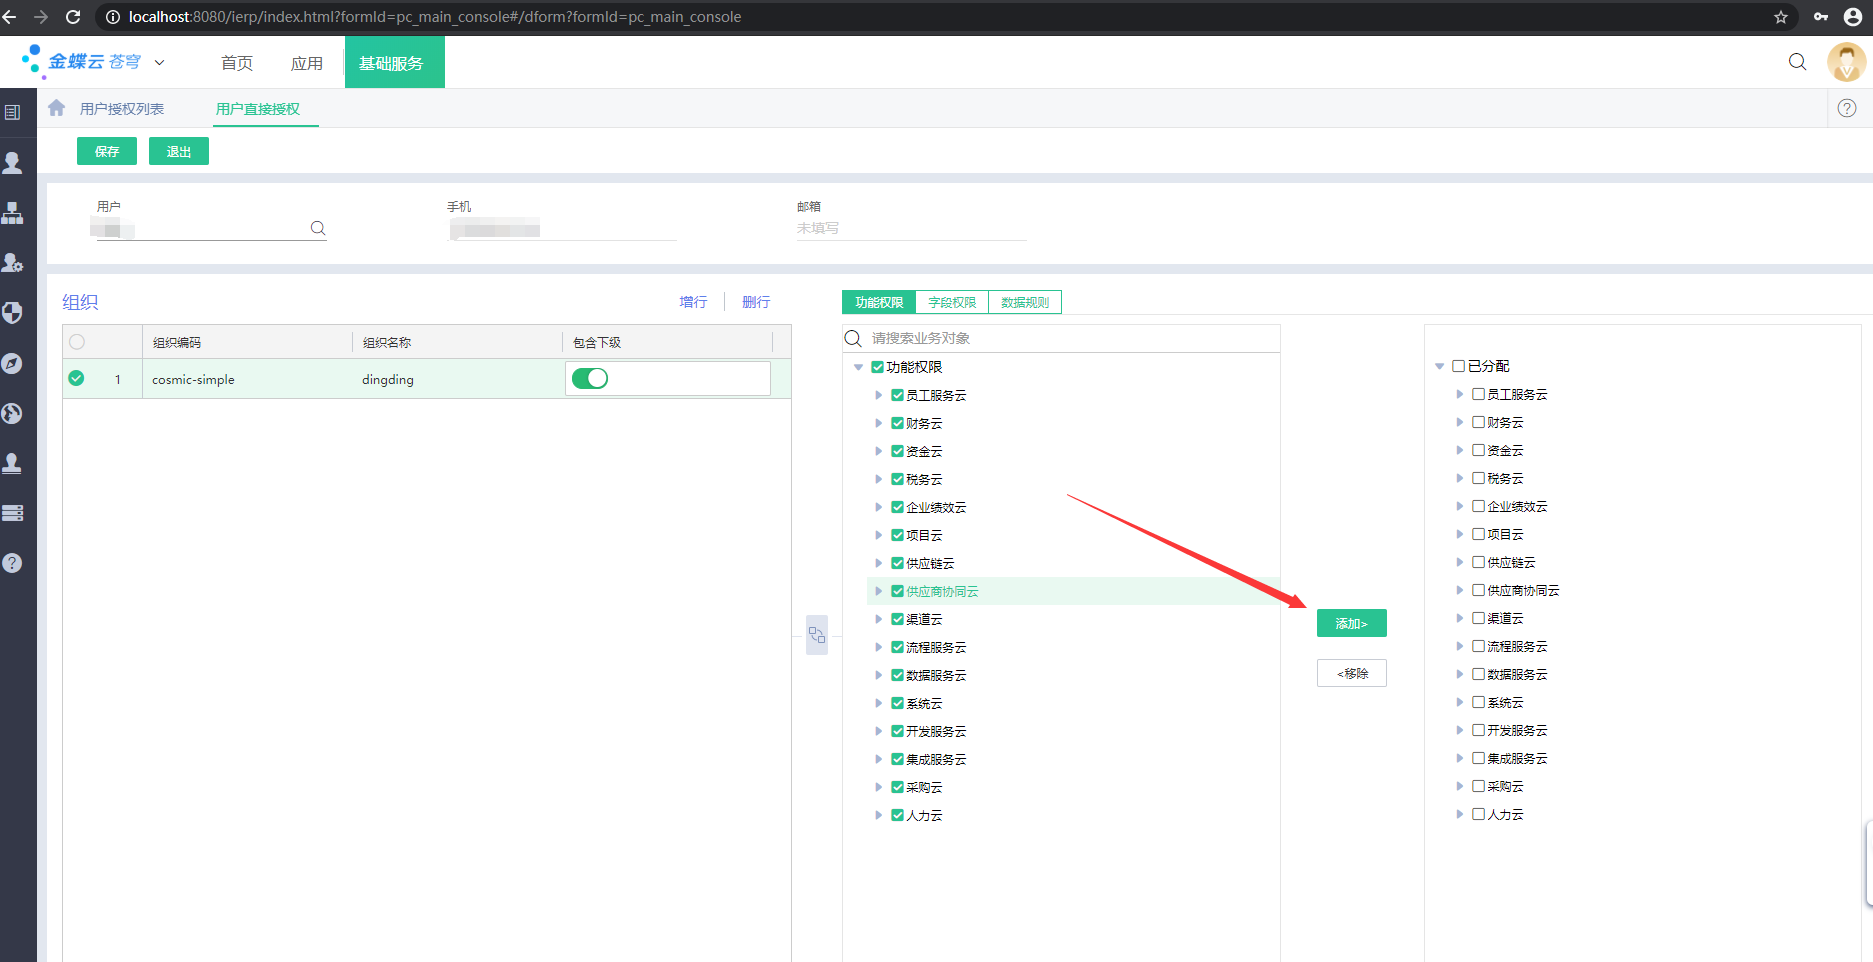 localhost:8080/ierp/index.html?formId=pc_main_console#/dform?formId=pc_main_console
金蝶云 苍穹 首页 应用 基础服务
用户授权列表 用户直接授权
保存 退出
用户 手机 邮箱
未填写
组织 增行 删行
组织编码 组织名称 包含下级
1 cosmic-simple dingding
功能权限 字段权限 数据规则
请搜索业务对象
功能权限
员工服务云
财务云
资金云
税务云
企业绩效云
项目云
供应链云
供应商协同云
渠道云
流程服务云
数据服务云
系统云
开发服务云
集成服务云
采购云
人力云
添加>
<移除
已分配
员工服务云
财务云
资金云
税务云
企业绩效云
项目云
供应链云
供应商协同云
渠道云
流程服务云
数据服务云
系统云
开发服务云
集成服务云
采购云
人力云